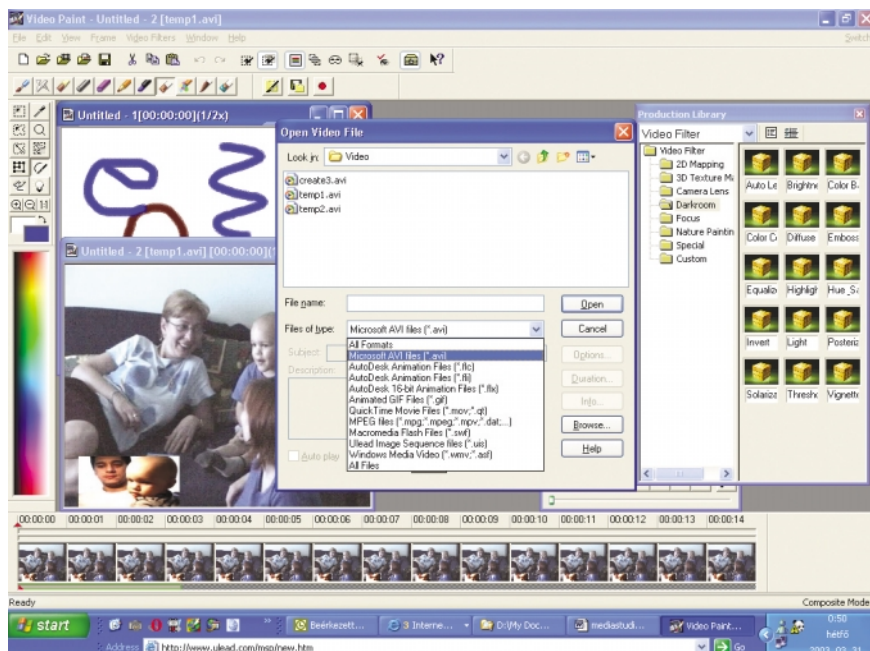 Video Paint - Untitled - 2 [temp1.avi]
File Edit View Frame Video Filters Window Help
Switch
Untitled - 1[00:00:00](1/2x)
Untitled - 2 [temp1.avi] [00:00:00](1
Open Video File
Look in: Video
create3.avi
temp1.avi
temp2.avi
File name:
Open
Files of type: Microsoft AVI files (*.avi)
Cancel
Subject:
Options...
Description:
Duration...
Info...
Browse...
Help
Auto play
All Formats
Microsoft AVI files (*.avi)
AutoDesk Animation Files (*.flc)
AutoDesk Animation Files (*.fli)
AutoDesk 16-bit Animation Files (*.flx)
Animated GIF Files (*.gif)
QuickTime Movie Files (*.mov;*.qt)
MPEG files (*.mpg;*.mpeg;*.mpv;*.dat;...)
Macromedia Flash Files (*.swf)
Ulead Image Sequence files (*.uis)
Windows Media Video (*.wmv;*.asf)
All Files
Production Library
Video Filter
Video Filter
2D Mapping
3D Texture Ma
Camera Lens
Darkroom
Focus
Nature Paintin
Special
Custom
Auto Le Brightne Color B.
Color C Diffuse Emboss
Equaliz Highligh Hue_Sa
Invert Light Posteriz
Solariza Thresho Vignette
00:00:00 00:00:01 00:00:02 00:00:03 00:00:04 00:00:05 00:00:06 00:00:07 00:00:08 00:00:09 00:00:10 00:00:11 00:00:12 00:00:13 00:00:14
Ready
Composite Mode
start
Beérkezett...
3 Interne...
D:\My Doc...
mediastudi...
Video Paint...
0:50
hétfő
2003. 03. 31.
Address http://www.ulead.com/msp/new.htm
Go